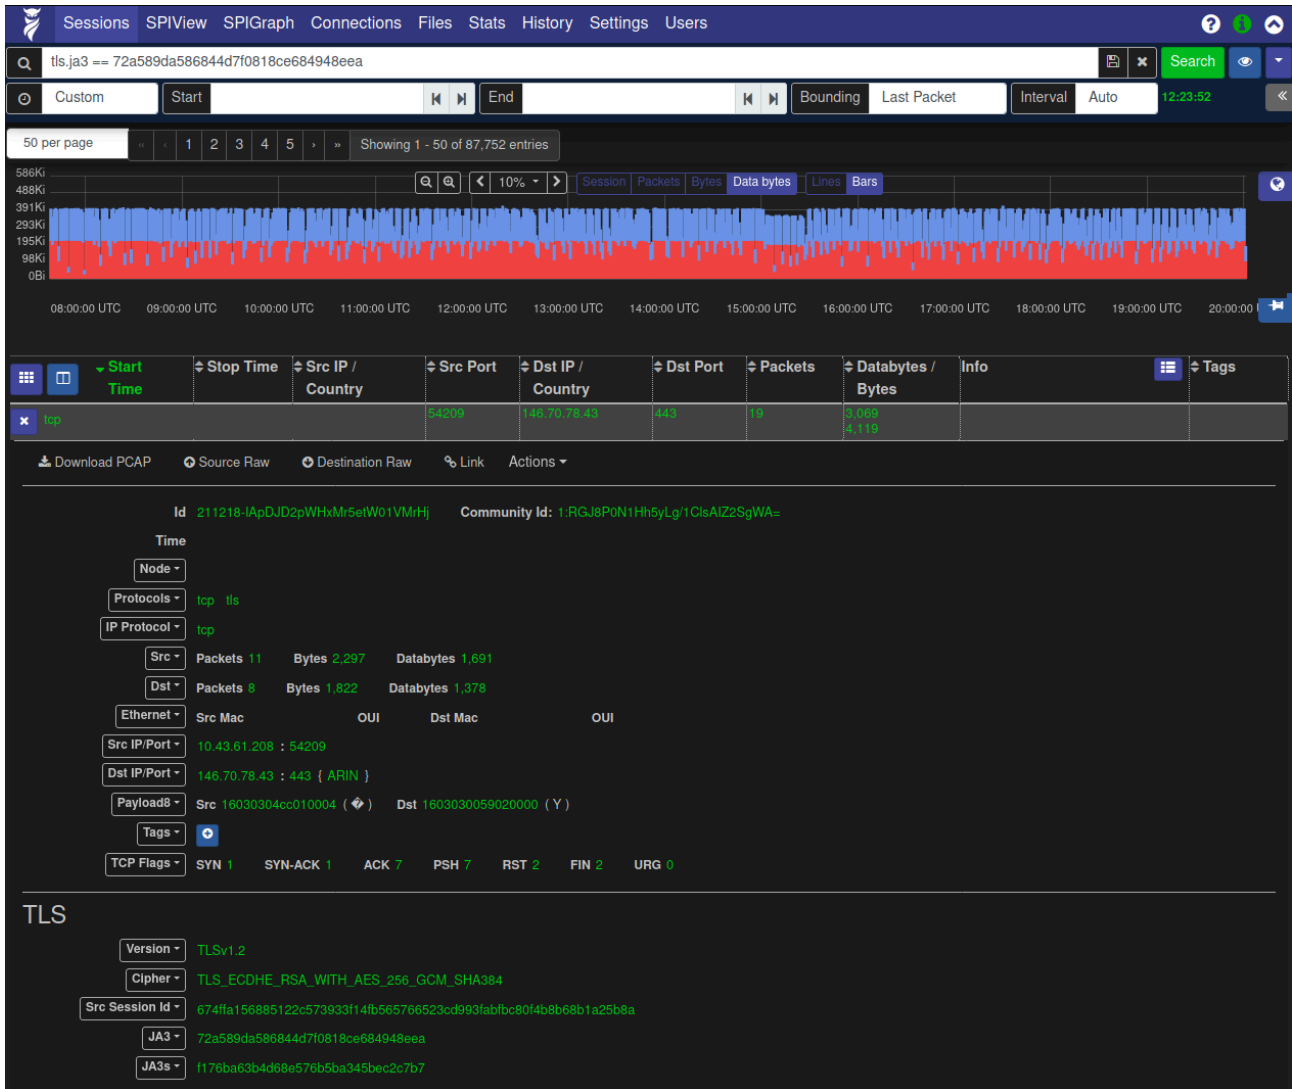 Sessions SPIView SPIGraph Connections Files Stats History Settings Users
tls.ja3 == 72a589da586844d7f0818ce684948eea Search
Custom Start End Bounding Last Packet Interval Auto 12:23:52
50 per page « ‹ 1 2 3 4 5 › » Showing 1 - 50 of 87,752 entries
586Ki
488Ki
391Ki
293Ki
195Ki
98Ki
0Bi
10% Session Packets Bytes Data bytes Lines Bars
08:00:00 UTC 09:00:00 UTC 10:00:00 UTC 11:00:00 UTC 12:00:00 UTC 13:00:00 UTC 14:00:00 UTC 15:00:00 UTC 16:00:00 UTC 17:00:00 UTC 18:00:00 UTC 19:00:00 UTC 20:00:00
Start Time Stop Time Src IP / Country Src Port Dst IP / Country Dst Port Packets Databytes / Bytes Info Tags
tcp 54209 146.70.78.43 443 19 3,069
4,119
Download PCAP Source Raw Destination Raw Link Actions
Id 211218-IApDJD2pWHxMr5etW01VMrHj Community Id: 1:RGJ8P0N1Hh5yLg/1ClsAIZ2SgWA=
Time
Node
Protocols tcp tls
IP Protocol tcp
Src Packets 11 Bytes 2,297 Databytes 1,691
Dst Packets 8 Bytes 1,822 Databytes 1,378
Ethernet Src Mac OUI Dst Mac OUI
Src IP/Port 10.43.61.208 : 54209
Dst IP/Port 146.70.78.43 : 443 { ARIN }
Payload8 Src 16030304cc010004 ( � ) Dst 1603030059020000 ( Y )
Tags
TCP Flags SYN 1 SYN-ACK 1 ACK 7 PSH 7 RST 2 FIN 2 URG 0
TLS
Version TLSv1.2
Cipher TLS_ECDHE_RSA_WITH_AES_256_GCM_SHA384
Src Session Id 674ffa156885122c573933f14fb565766523cd993fabfbc80f4b8b68b1a25b8a
JA3 72a589da586844d7f0818ce684948eea
JA3s f176ba63b4d68e576b5ba345bec2c7b7